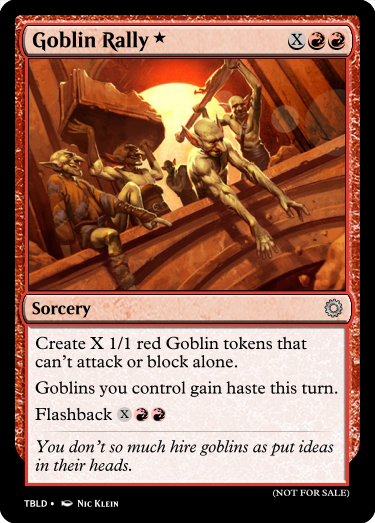 Goblin Rally ★ X
Sorcery
Create X 1/1 red Goblin tokens that
can't attack or block alone.
Goblins you control gain haste this turn.
Flashback X
You don't so much hire goblins as put ideas
in their heads.
(NOT FOR SALE)
TBLD • Nic Klein